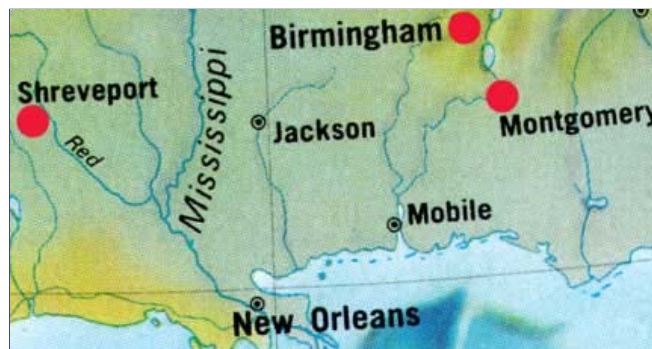 Birmingham
Shreveport
Mississippi
Montgomery
Jackson
Red
Mobile
New Orleans